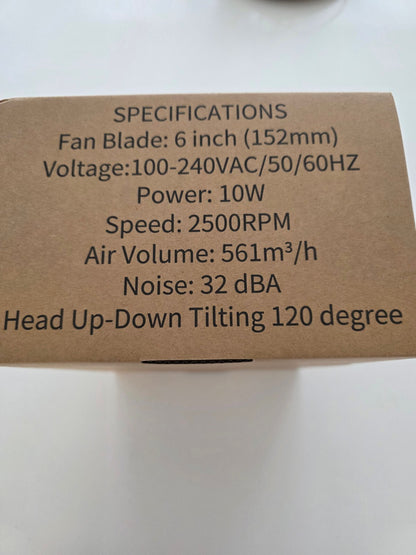 SPECIFICATIONS
Fan Blade: 6 inch (152mm)
Voltage:100-240VAC/50/60HZ
Power: 10W
Speed: 2500RPM
Air Volume: 561m³/h
Noise: 32 dBA
Head Up-Down Tilting 120 degree